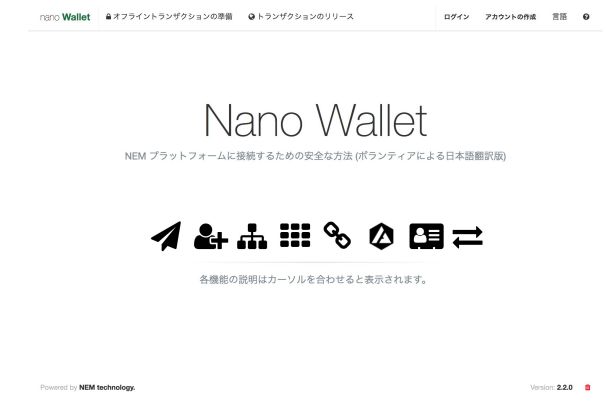 nano Wallet オフライントランザクションの準備 トランザクションのリリース ログイン アカウントの作成 言語
Nano Wallet
NEM プラットフォームに接続するための安全な方法 (ボランティアによる日本語翻訳版)
各機能の説明はカーソルを合わせると表示されます。
Powered by NEM technology. Version: 2.2.0